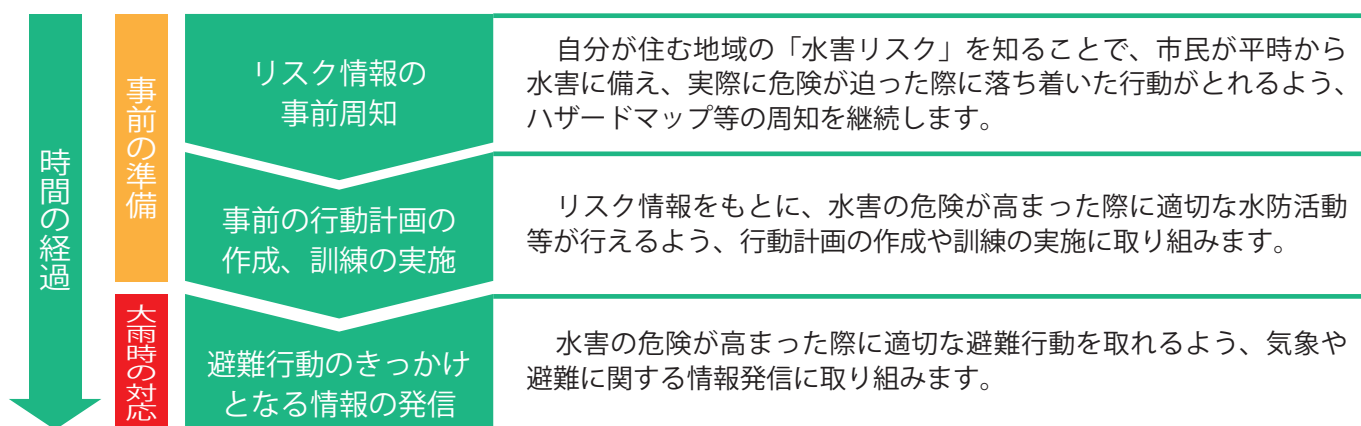 時間の経過
事前の準備
リスク情報の
事前周知
自分が住む地域の「水害リスク」を知ることで、市民が平時から
水害に備え、実際に危険が迫った際に落ち着いた行動がとれるよう、
ハザードマップ等の周知を継続します。
事前の行動計画の
作成、訓練の実施
リスク情報をもとに、水害の危険が高まった際に適切な水防活動
等が行えるよう、行動計画の作成や訓練の実施に取り組みます。
大雨時の対応
避難行動のきっかけ
となる情報の発信
水害の危険が高まった際に適切な避難行動を取れるよう、気象や
避難に関する情報発信に取り組みます。